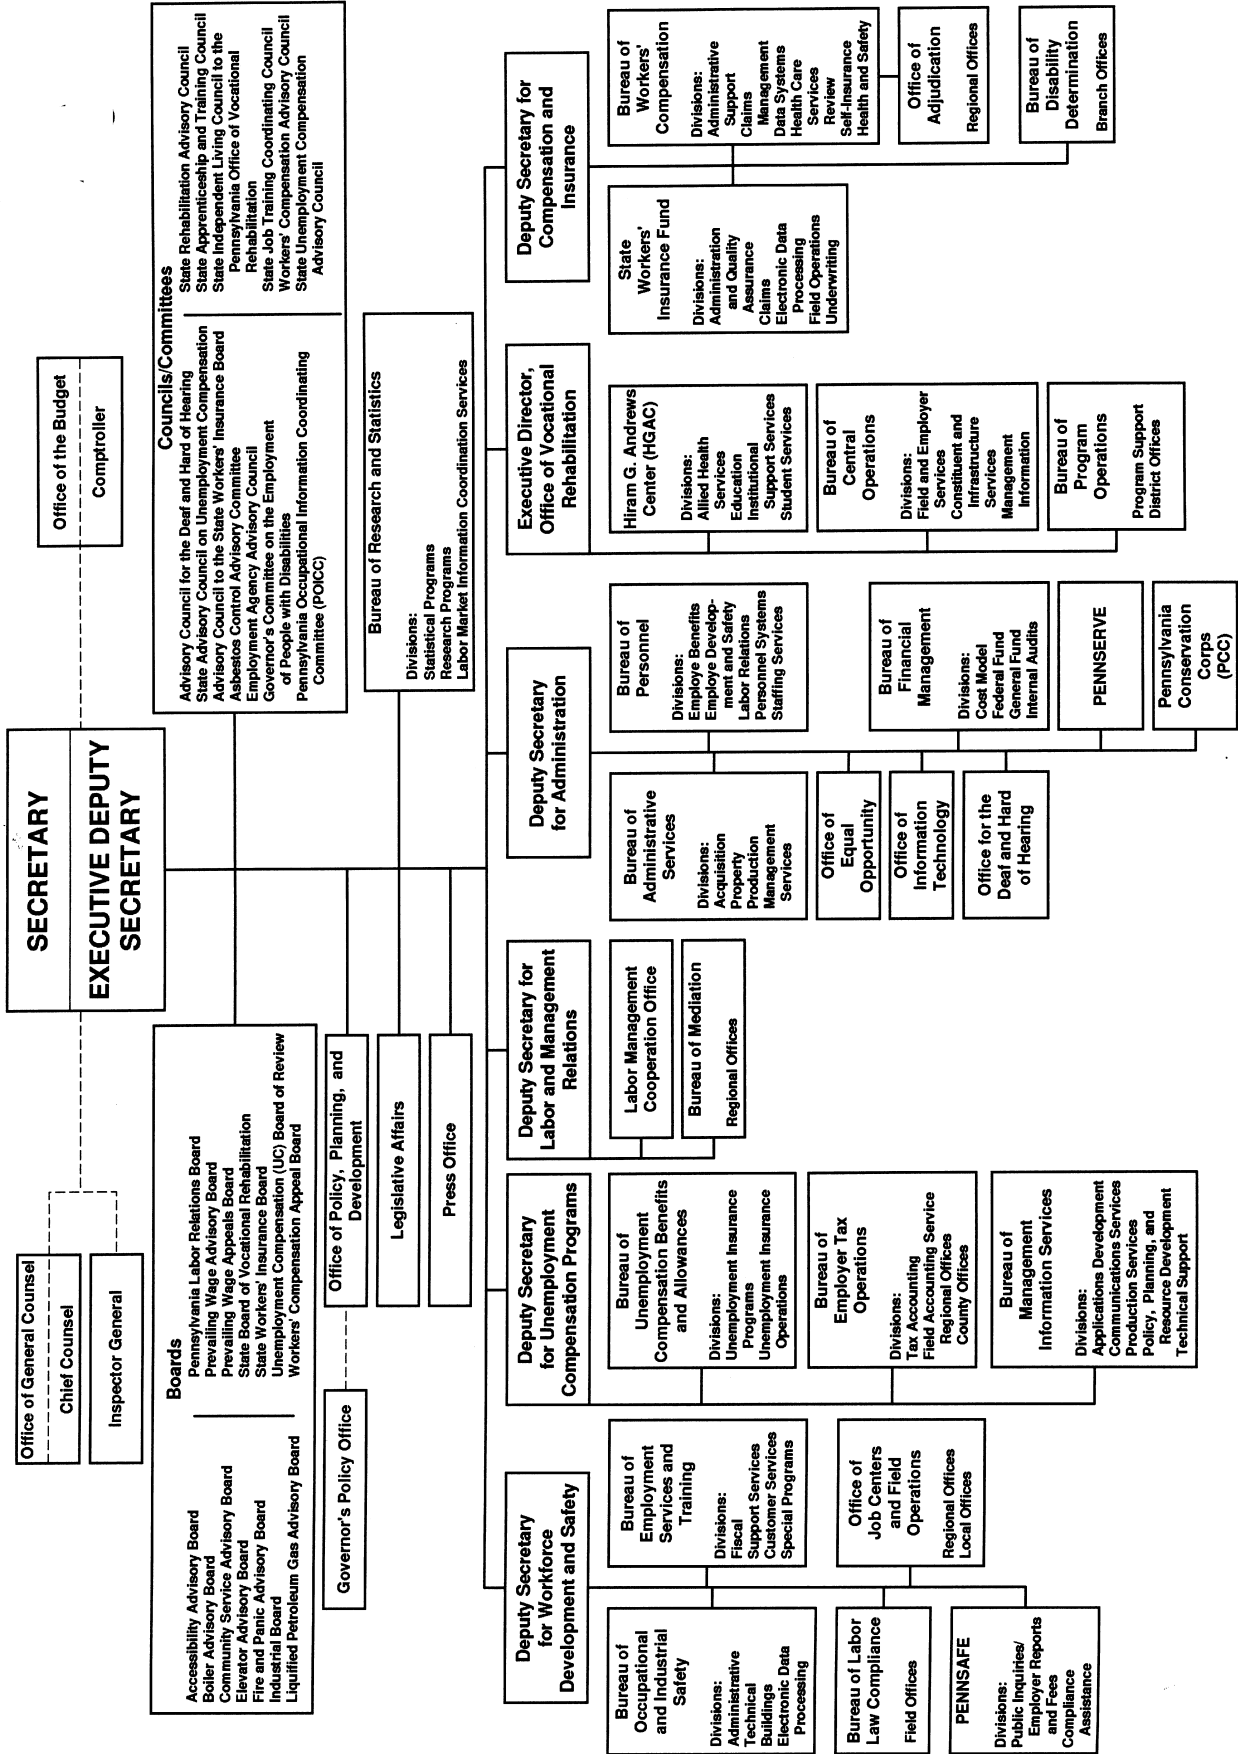 SECRETARY
EXECUTIVE DEPUTY
SECRETARY
Office of General Counsel
Chief Counsel
Inspector General
Office of the Budget
Comptroller
Boards
Accessibility Advisory Board
Boiler Advisory Board
Community Service Advisory Board
Elevator Advisory Board
Fire and Panic Advisory Board
Industrial Board
Liquified Petroleum Gas Advisory Board
Pennsylvania Labor Relations Board
Prevailing Wage Advisory Board
Prevailing Wage Appeals Board
State Board of Vocational Rehabilitation
State Workers' Insurance Board
Unemployment Compensation (UC) Board of Review
Workers' Compensation Appeal Board
Councils/Committees
Advisory Council for the Deaf and Hard of Hearing
State Advisory Council on Unemployment Compensation
Advisory Council to the State Workers' Insurance Board
Asbestos Control Advisory Committee
Employment Agency Advisory Council
Governor's Committee on the Employment
of People with Disabilities
Pennsylvania Occupational Information Coordinating
Committee (POICC)
State Rehabilitation Advisory Council
State Apprenticeship and Training Council
State Independent Living Council to the
Pennsylvania Office of Vocational
Rehabilitation
State Job Training Coordinating Council
Workers' Compensation Advisory Council
State Unemployment Compensation
Advisory Council
Governor's Policy Office
Office of Policy, Planning, and
Development
Legislative Affairs
Press Office
Bureau of Research and Statistics
Divisions:
Statistical Programs
Research Programs
Labor Market Information Coordination Services
Deputy Secretary
for Workforce
Development and Safety
Bureau of
Occupational
and Industrial
Safety
Divisions:
Administrative
Technical
Buildings
Electronic Data
Processing
Bureau of Labor
Law Compliance
Field Offices
PENNSAFE
Divisions:
Public Inquiries/
Employer Reports
and Fees
Compliance
Assistance
Bureau of
Employment
Services and
Training
Divisions:
Fiscal
Support Services
Customer Services
Special Programs
Office of
Job Centers
and Field
Operations
Regional Offices
Local Offices
Deputy Secretary
for Unemployment
Compensation Programs
Bureau of
Unemployment
Compensation Benefits
and Allowances
Divisions:
Unemployment Insurance
Programs
Unemployment Insurance
Operations
Bureau of
Employer Tax
Operations
Divisions:
Tax Accounting
Field Accounting Service
Regional Offices
County Offices
Bureau of
Management
Information Services
Divisions:
Applications Development
Communications Services
Production Services
Policy, Planning, and
Resource Development
Technical Support
Deputy Secretary for
Labor and Management
Relations
Labor Management
Cooperation Office
Bureau of Mediation
Regional Offices
Deputy Secretary
for Administration
Bureau of
Administrative
Services
Divisions:
Acquisition
Property
Production
Management
Services
Office of
Equal
Opportunity
Office of
Information
Technology
Office for the
Deaf and Hard
of Hearing
Bureau of
Personnel
Divisions:
Employe Benefits
Employe Develop-
ment and Safety
Labor Relations
Personnel Systems
Staffing Services
Bureau of
Financial
Management
Divisions:
Cost Model
Federal Fund
General Fund
Internal Audits
PENNSERVE
Pennsylvania
Conservation
Corps
(PCC)
Executive Director,
Office of Vocational
Rehabilitation
Hiram G. Andrews
Center (HGAC)
Divisions:
Allied Health
Services
Education
Institutional
Support Services
Student Services
Bureau of
Central
Operations
Divisions:
Field and Employer
Services
Constituent and
Infrastructure
Services
Management
Information
Bureau of
Program
Operations
Program Support
District Offices
Deputy Secretary for
Compensation and
Insurance
State
Workers'
Insurance Fund
Divisions:
Administration
and Quality
Assurance
Claims
Electronic Data
Processing
Field Operations
Underwriting
Bureau of
Workers'
Compensation
Divisions:
Administrative
Support
Claims
Management
Data Systems
Health Care
Services
Review
Self-Insurance
Health and Safety
Office of
Adjudication
Regional Offices
Bureau of
Disability
Determination
Branch Offices